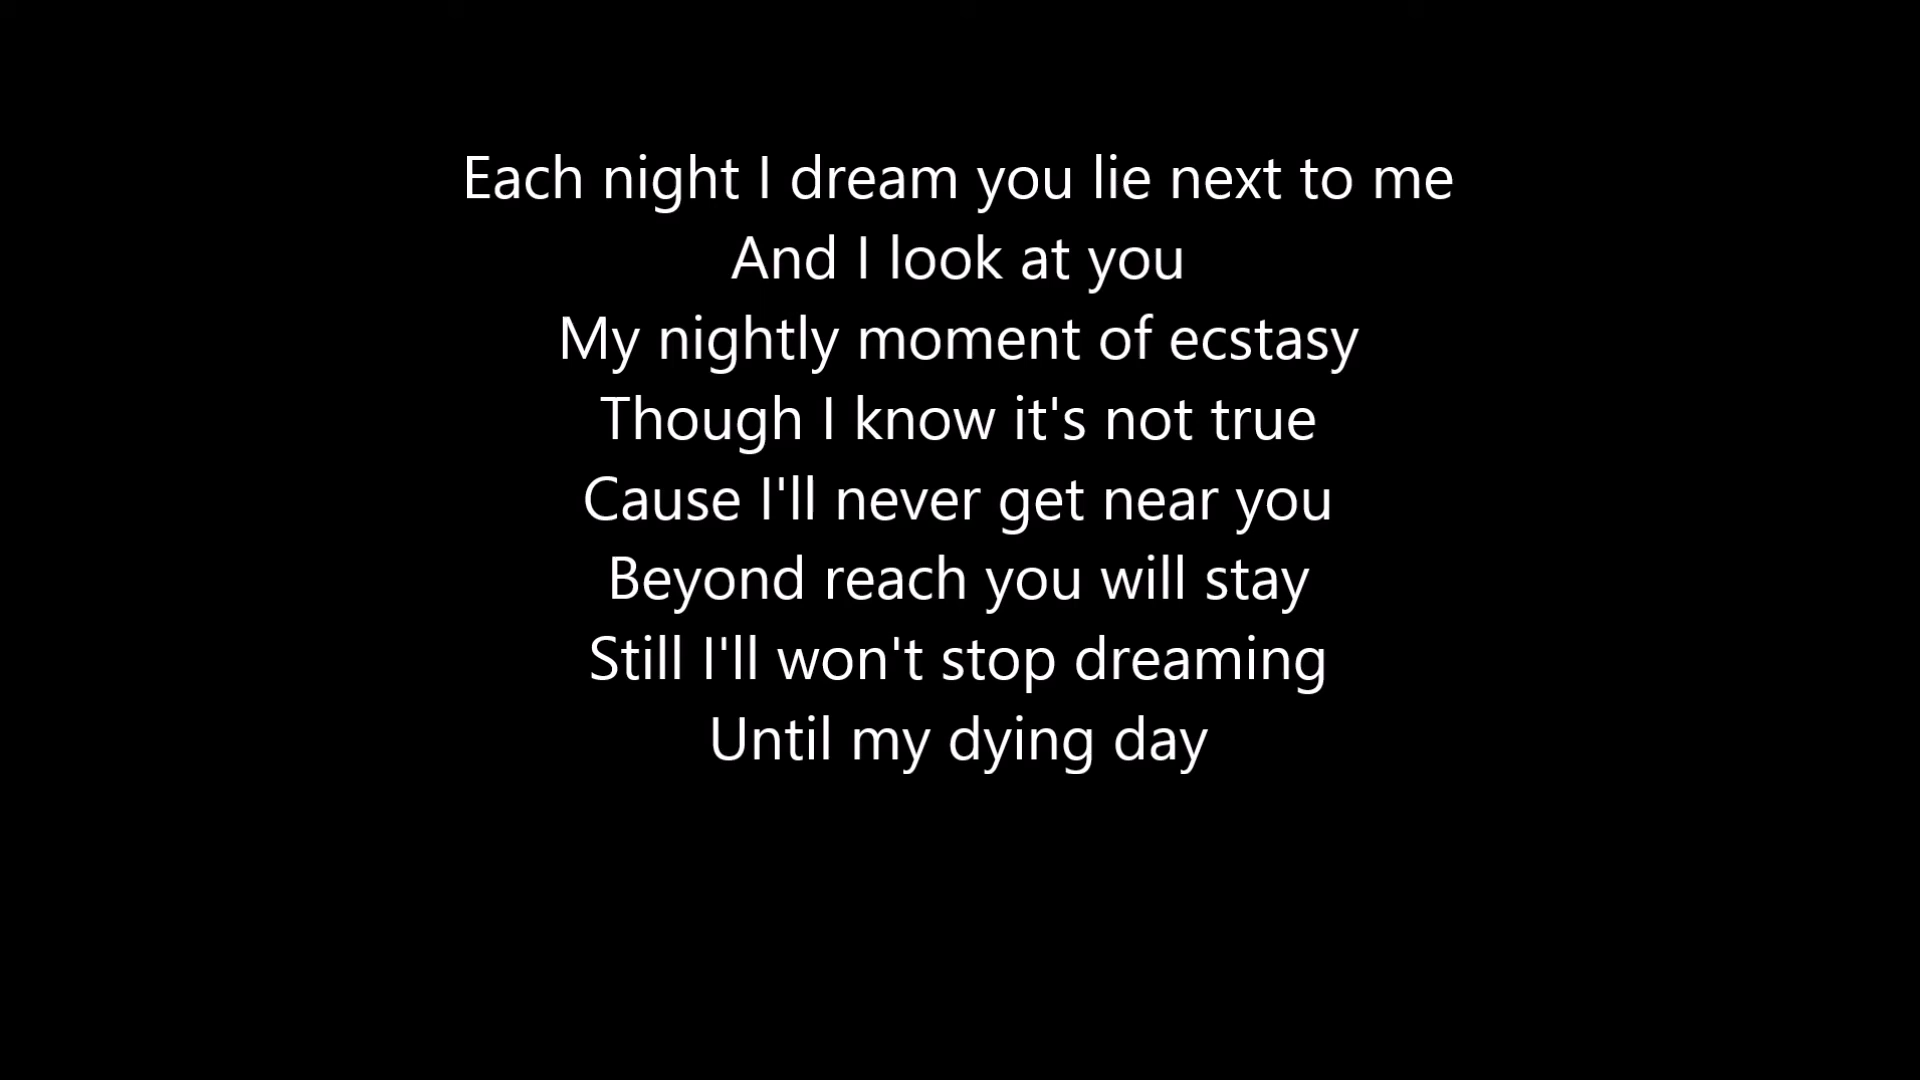 Each night I dream you lie next to me
And I look at you
My nightly moment of ecstasy
Though I know it's not true
Cause I'll never get near you
Beyond reach you will stay
Still I'll won't stop dreaming
Until my dying day